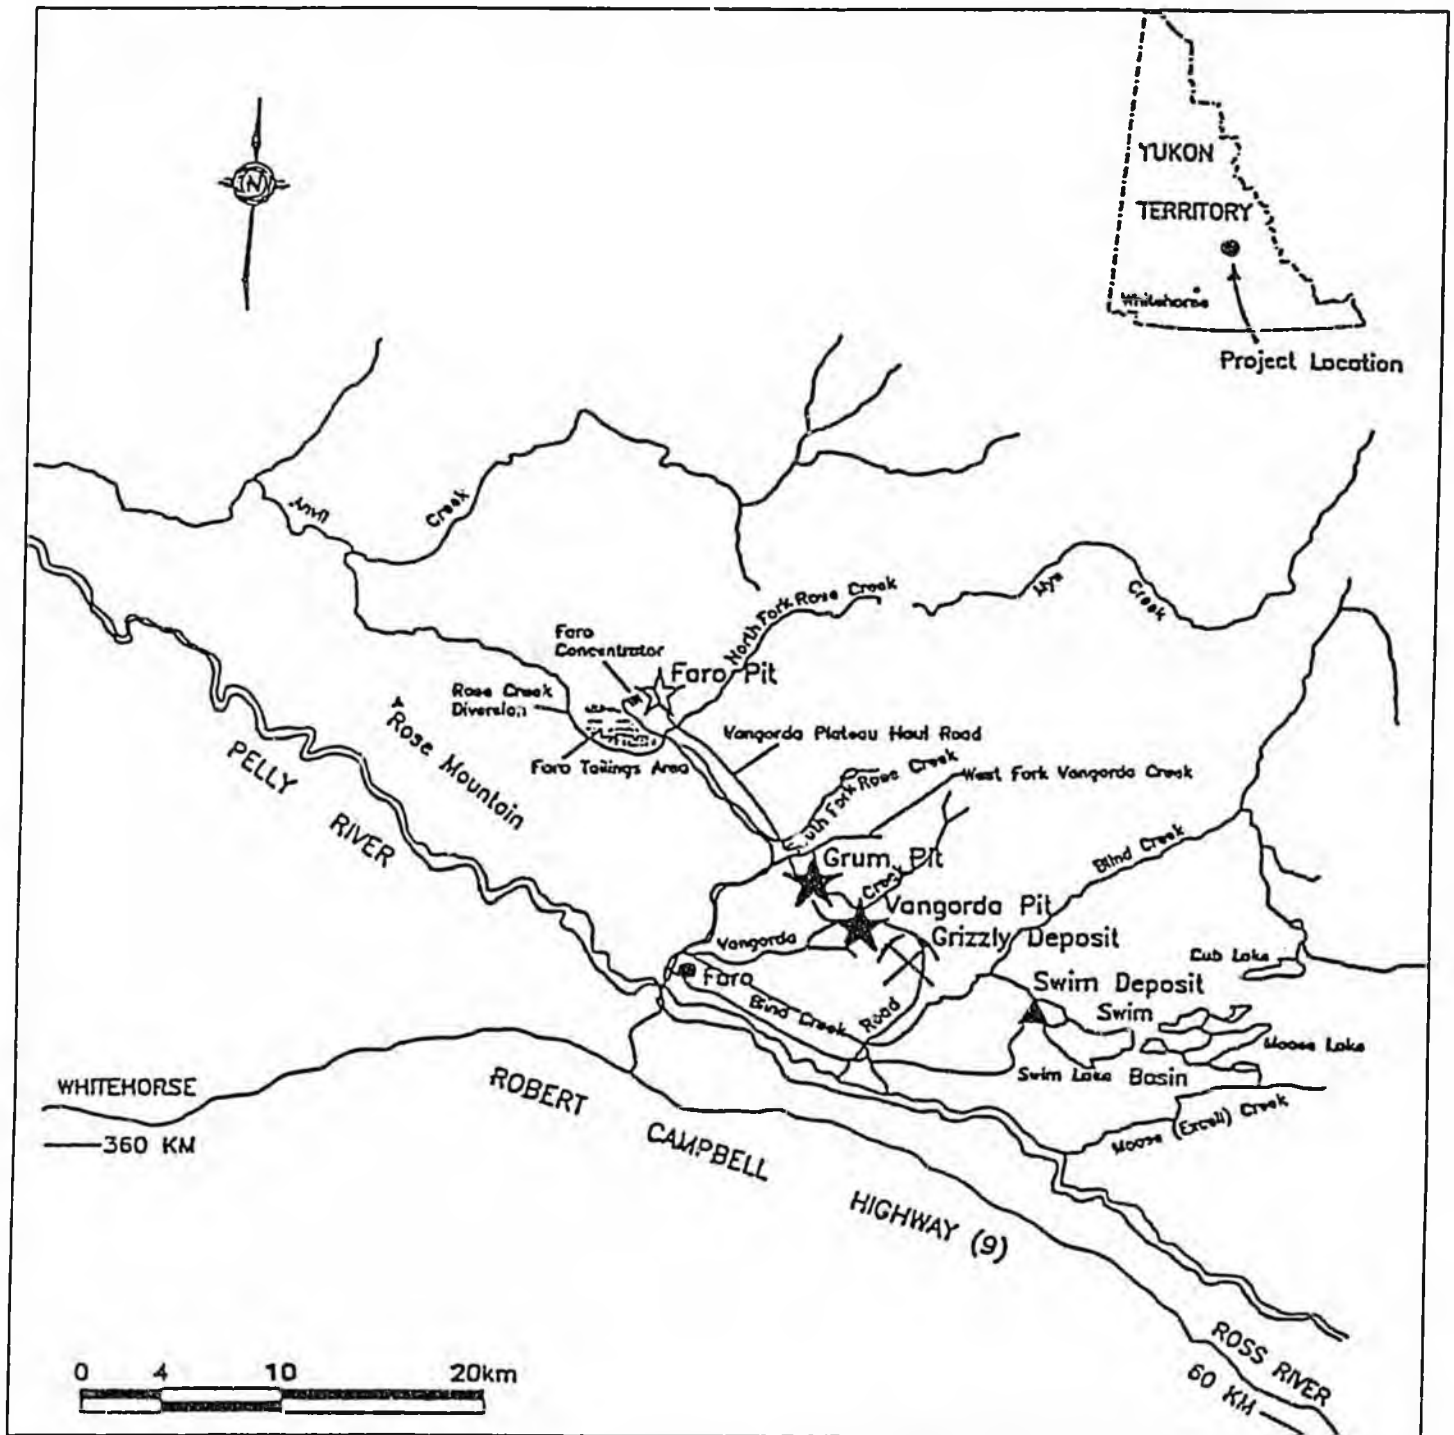 N
YUKON
TERRITORY
Whitehorse
Project Location
Anvil
Creek
North Fork Rose Creek
Creek
Faro
Concentrator
Faro Pit
Rose Creek
Diversion
Vangorda Plateau Haul Road
Faro Tailings Area
Rose Mountain
PELLY
RIVER
South Fork Rose Creek
West Fork Vangorda Creek
Grum Pit
Creek
Blind Creek
Vangorda Pit
Vangorda
Grizzly Deposit
Cub Lake
Faro
Swim Deposit
Blind Creek
Road
Swim
Moose Lake
Swim Lake Basin
WHITEHORSE
360 KM
ROBERT
CAMPBELL
HIGHWAY (9)
Moose (Excell) Creek
ROSS RIVER
60 KM
0 4 10 20km